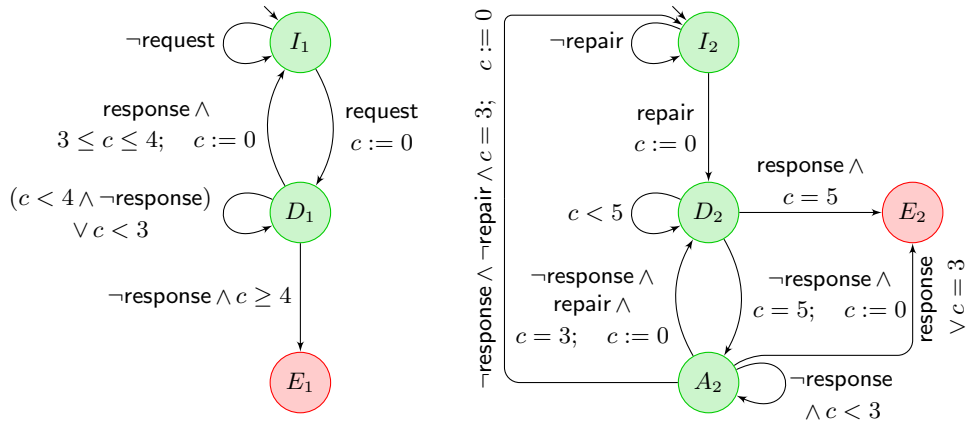 I₁
¬request
response ∧
3 ≤ c ≤ 4; c := 0
request
c := 0
(c < 4 ∧ ¬response)
∨ c < 3
D₁
¬response ∧ c ≥ 4
E₁
¬response ∧ ¬repair ∧ c = 3; c := 0
I₂
¬repair
repair
c := 0
c < 5
D₂
response ∧
c = 5
E₂
¬response ∧
repair ∧
c = 3; c := 0
¬response ∧
c = 5; c := 0
response
∨ c = 3
A₂
¬response
∧ c < 3